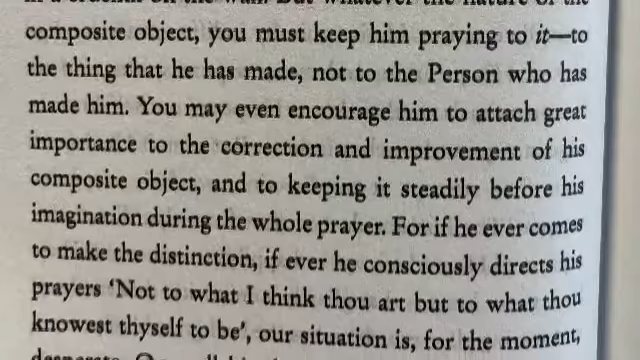 composite object, you must keep him praying to it—to
the thing that he has made, not to the Person who has
made him. You may even encourage him to attach great
importance to the correction and improvement of his
composite object, and to keeping it steadily before his
imagination during the whole prayer. For if he ever comes
to make the distinction, if ever he consciously directs his
prayers ‘Not to what I think thou art but to what thou
knowest thyself to be’, our situation is, for the moment,